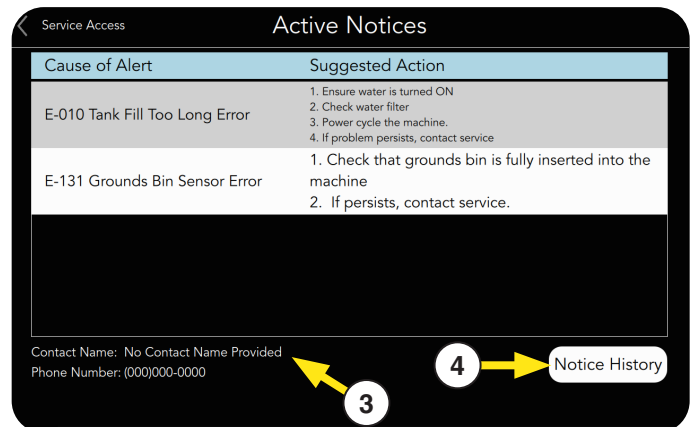 Service Access
Active Notices
Cause of Alert
Suggested Action
E-010 Tank Fill Too Long Error
1. Ensure water is turned ON
2. Check water filter
3. Power cycle the machine.
4. If problem persists, contact service
E-131 Grounds Bin Sensor Error
1. Check that grounds bin is fully inserted into the
machine
2. If persists, contact service.
Contact Name: No Contact Name Provided
Phone Number: (000)000-0000
3
4
Notice History